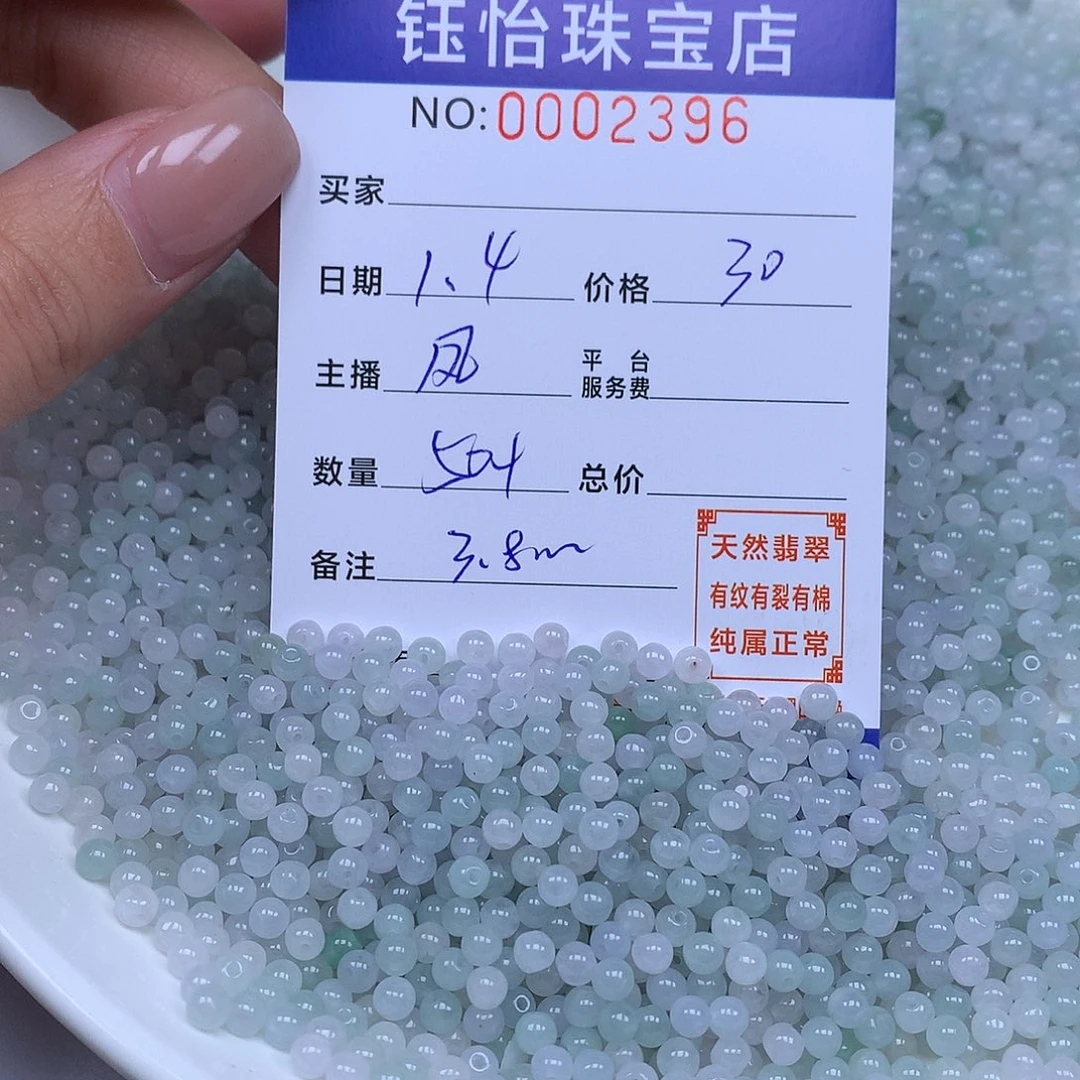 钰怡珠宝店
NO:0002396
买家
日期 1.4 价格 30
主播 凤 平台服务费
数量 504 总价
备注 3.8m
天然翡翠
有纹有裂有棉
纯属正常